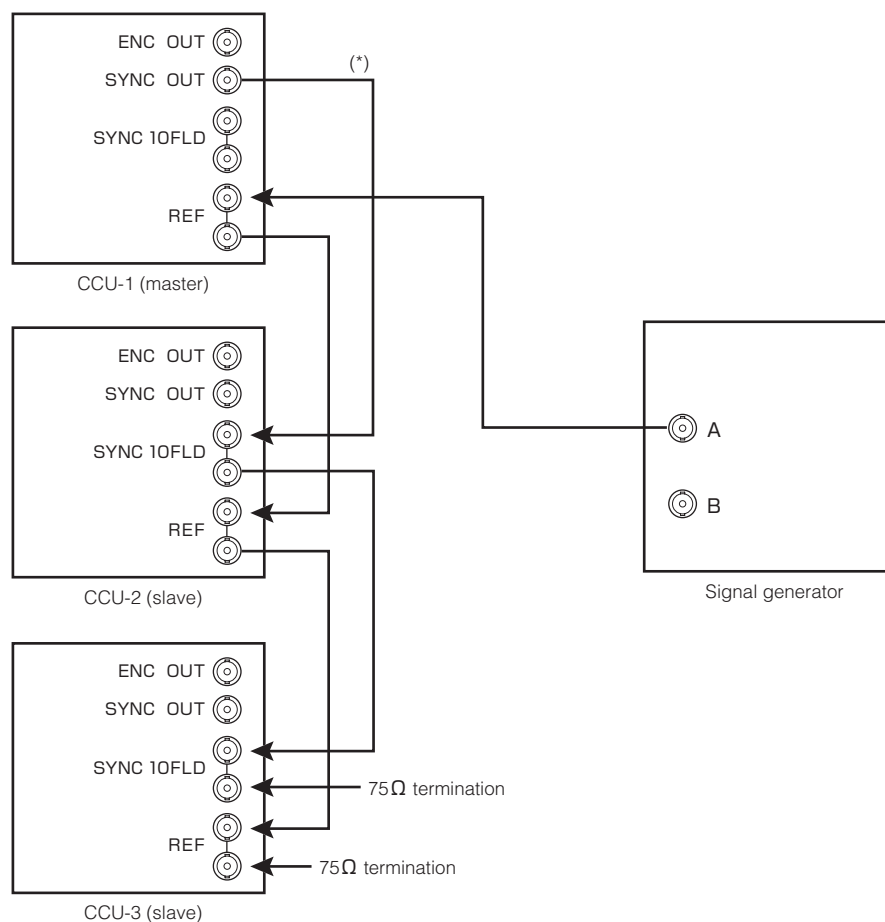 ENC OUT
SYNC OUT
(*)
SYNC 10FLD
REF
CCU-1 (master)
ENC OUT
SYNC OUT
SYNC 10FLD
REF
CCU-2 (slave)
A
B
Signal generator
ENC OUT
SYNC OUT
SYNC 10FLD
75Ω termination
REF
75Ω termination
CCU-3 (slave)